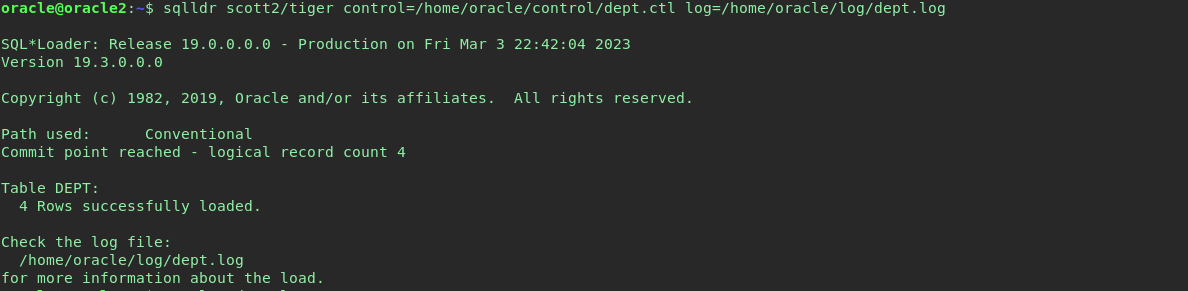 oracle@oracle2:~$ sqlldr scott2/tiger control=/home/oracle/control/dept.ctl log=/home/oracle/log/dept.log
SQL*Loader: Release 19.0.0.0.0 - Production on Fri Mar 3 22:42:04 2023
Version 19.3.0.0.0
Copyright (c) 1982, 2019, Oracle and/or its affiliates.  All rights reserved.
Path used:      Conventional
Commit point reached - logical record count 4
Table DEPT:
  4 Rows successfully loaded.
Check the log file:
  /home/oracle/log/dept.log
for more information about the load.